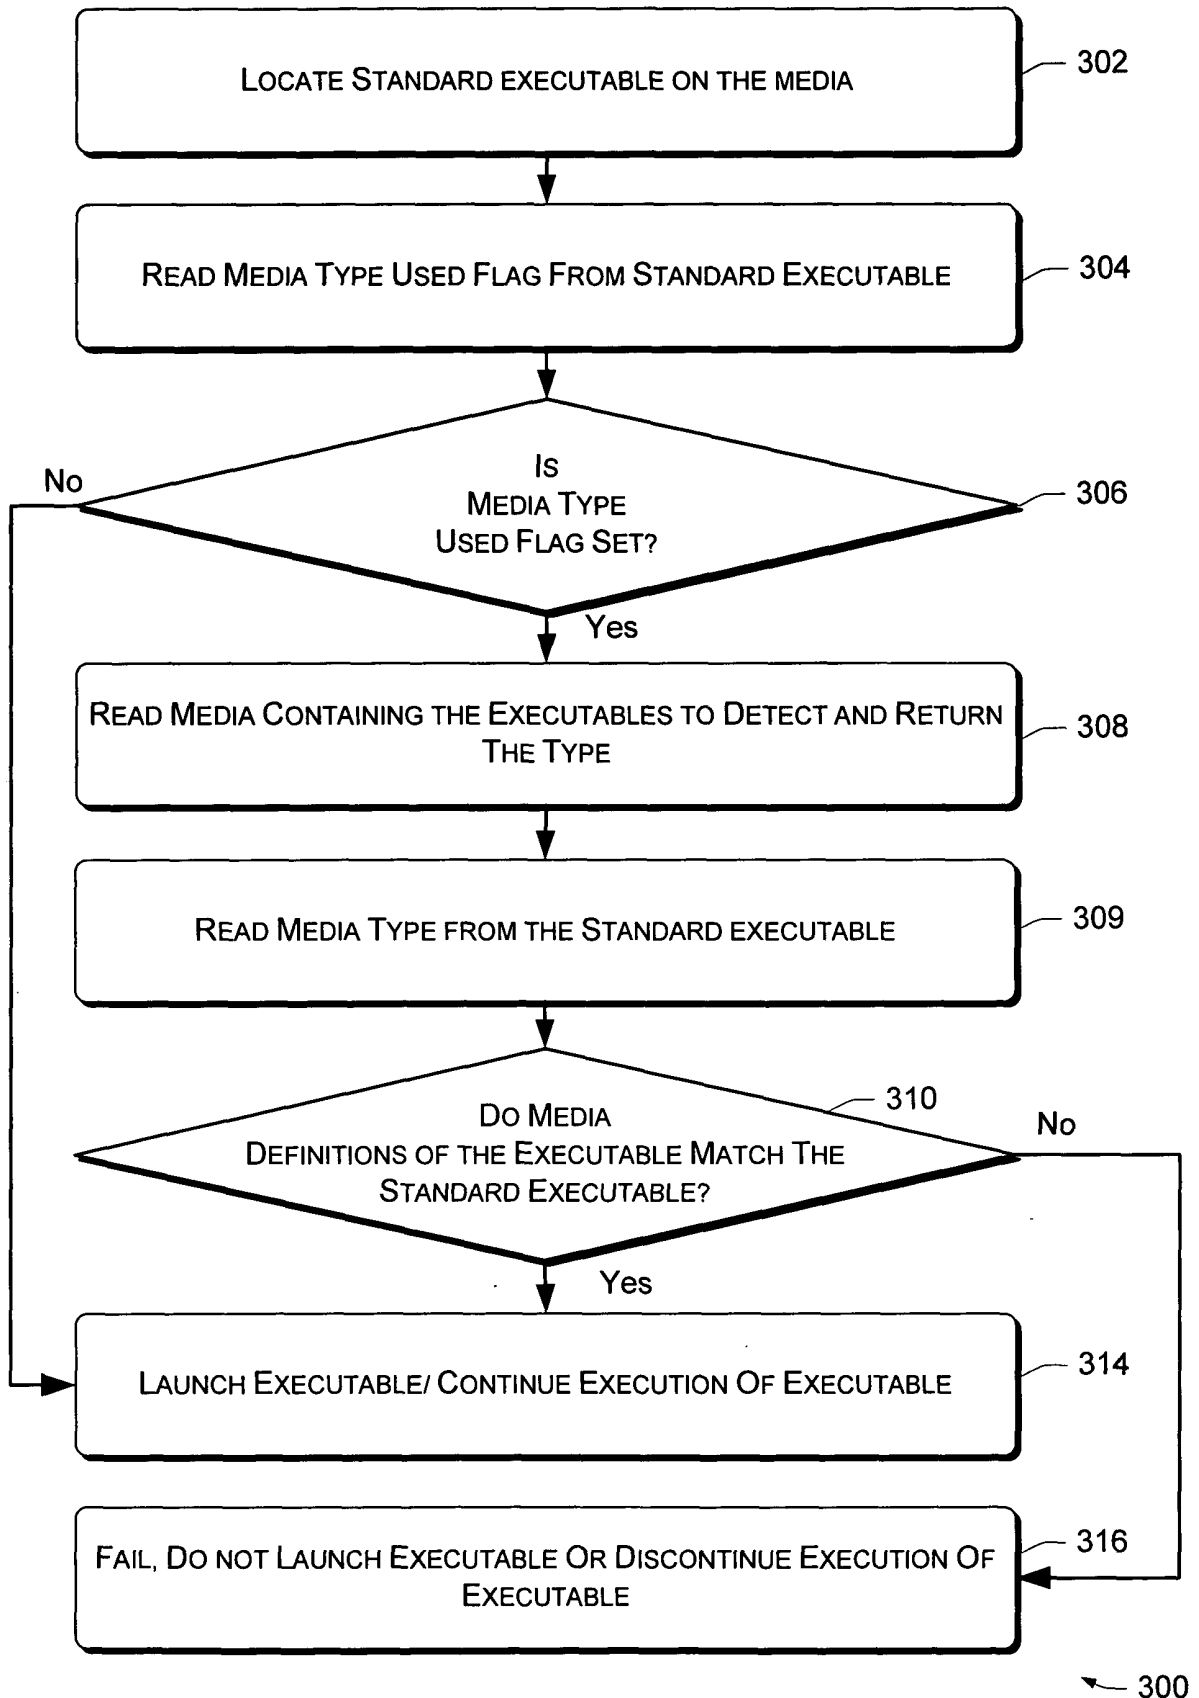 LOCATE STANDARD EXECUTABLE ON THE MEDIA
302
READ MEDIA TYPE USED FLAG FROM STANDARD EXECUTABLE
304
No
IS
MEDIA TYPE
USED FLAG SET?
306
Yes
READ MEDIA CONTAINING THE EXECUTABLES TO DETECT AND RETURN
THE TYPE
308
READ MEDIA TYPE FROM THE STANDARD EXECUTABLE
309
DO MEDIA
DEFINITIONS OF THE EXECUTABLE MATCH THE
STANDARD EXECUTABLE?
310
No
Yes
LAUNCH EXECUTABLE/ CONTINUE EXECUTION OF EXECUTABLE
314
FAIL, DO NOT LAUNCH EXECUTABLE OR DISCONTINUE EXECUTION OF
EXECUTABLE
316
300